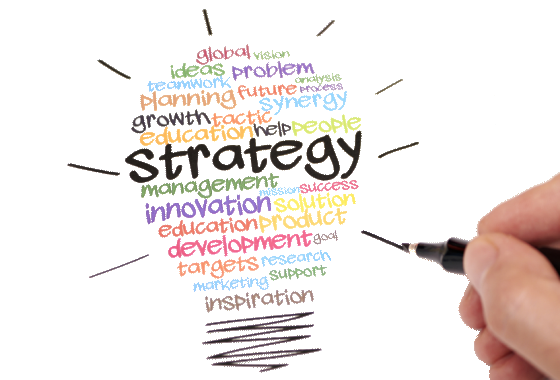 global vision
ideas problem
teamwork analysis
future process
planning synergy
growth tactic
education help people
strategy
management
mission success
innovation solution
education product
development goal
targets research
marketing support
inspiration